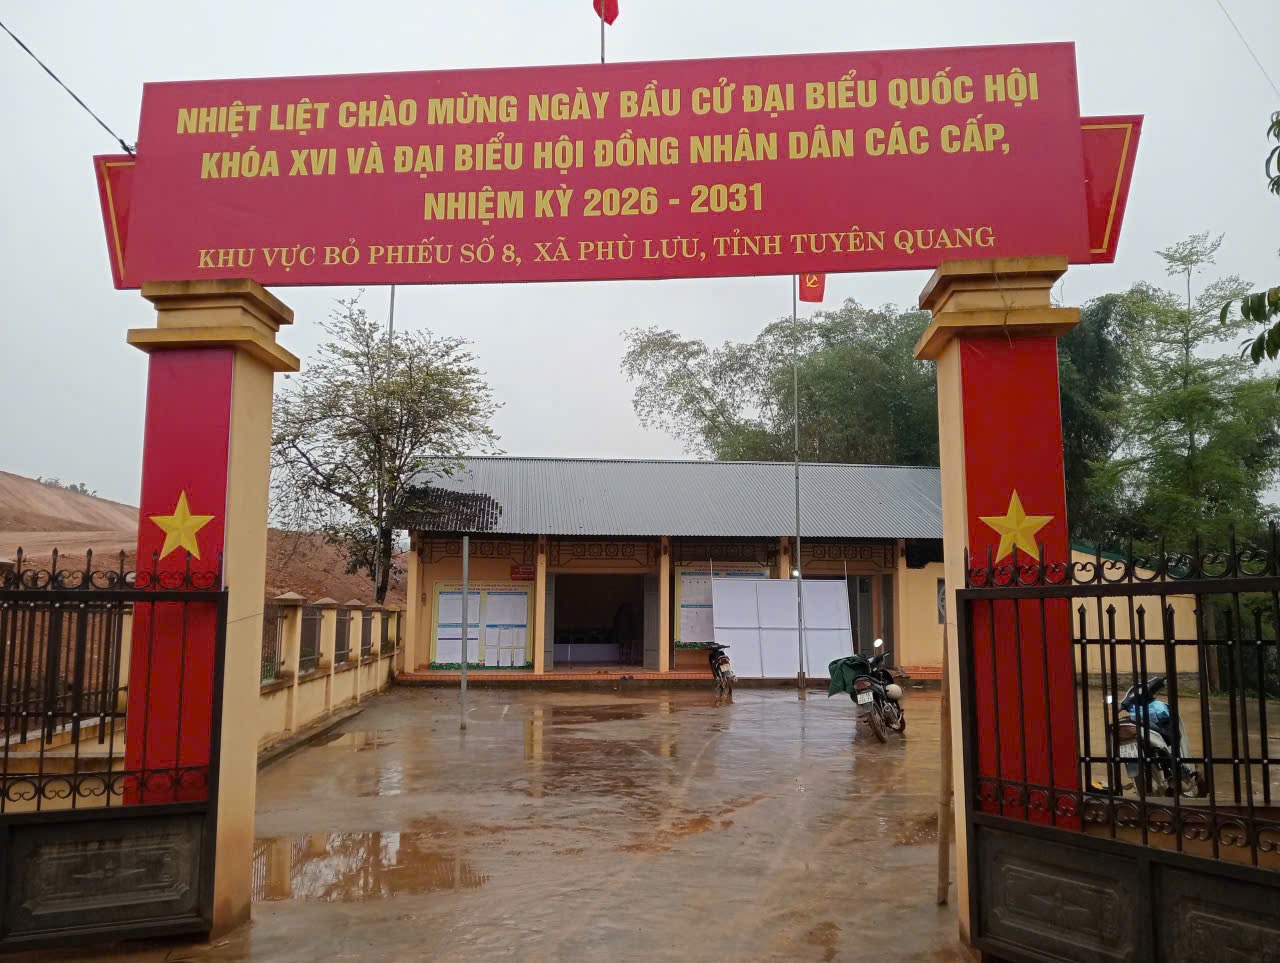 NHIỆT LIỆT CHÀO MỪNG NGÀY BẦU CỬ ĐẠI BIỂU QUỐC HỘI
KHÓA XVI VÀ ĐẠI BIỂU HỘI ĐỒNG NHÂN DÂN CÁC CẤP,
NHIỆM KỲ 2026 - 2031
KHU VỰC BỎ PHIẾU SỐ 8, XÃ PHÙ LƯU, TỈNH TUYÊN QUANG